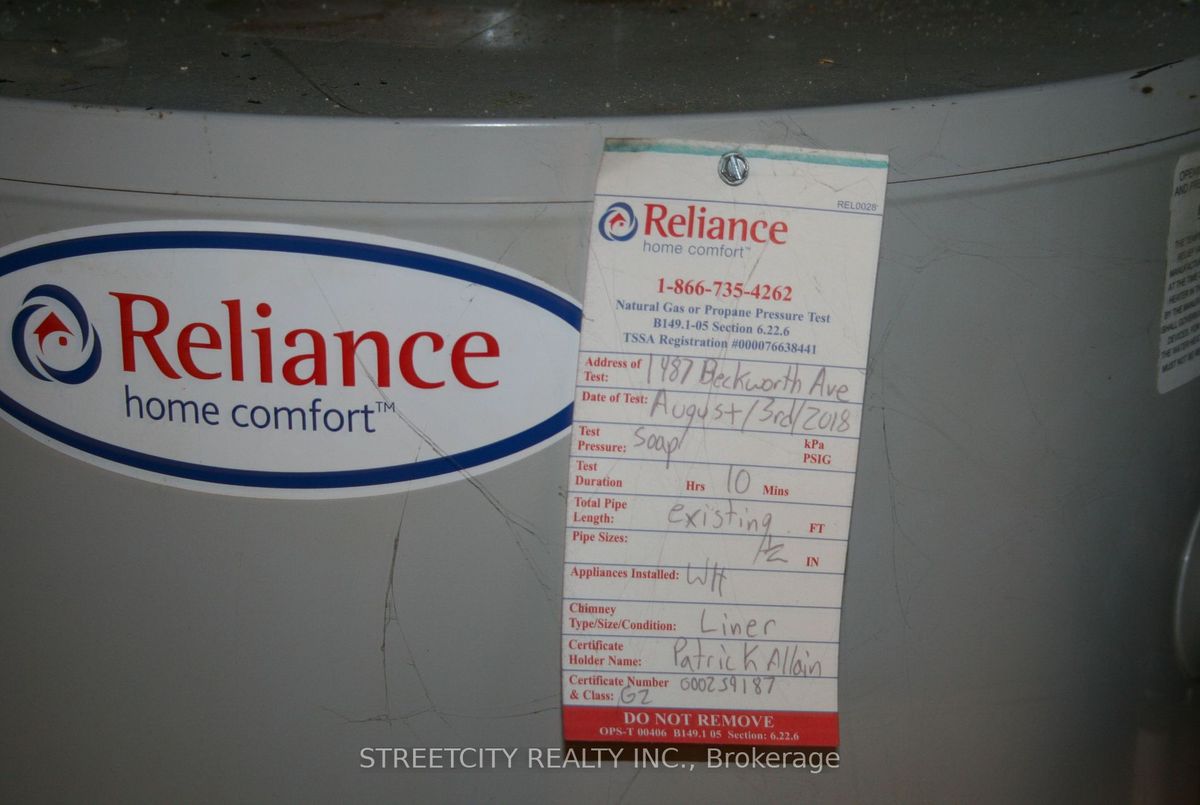 Reliance
home comfort™
REL0028
Reliance
home comfort™
1-866-735-4262
Natural Gas or Propane Pressure Test
B149.1-05 Section 6.22.6
TSSA Registration #000076638441
Address of Test: 1487 Beckworth Ave
Date of Test: August/3rd/2018
Test Pressure: Soap kPa PSIG
Test Duration Hrs 10 Mins
Total Pipe Length: existing FT
Pipe Sizes: 1/2 IN
Appliances Installed: WH
Chimney Type/Size/Condition: Liner
Certificate Holder Name: Patrick Allain
Certificate Number & Class: G2 000259187
DO NOT REMOVE
OPS-T 00406 B149.1 05 Section: 6.22.6
STREETCITY REALTY INC., Brokerage